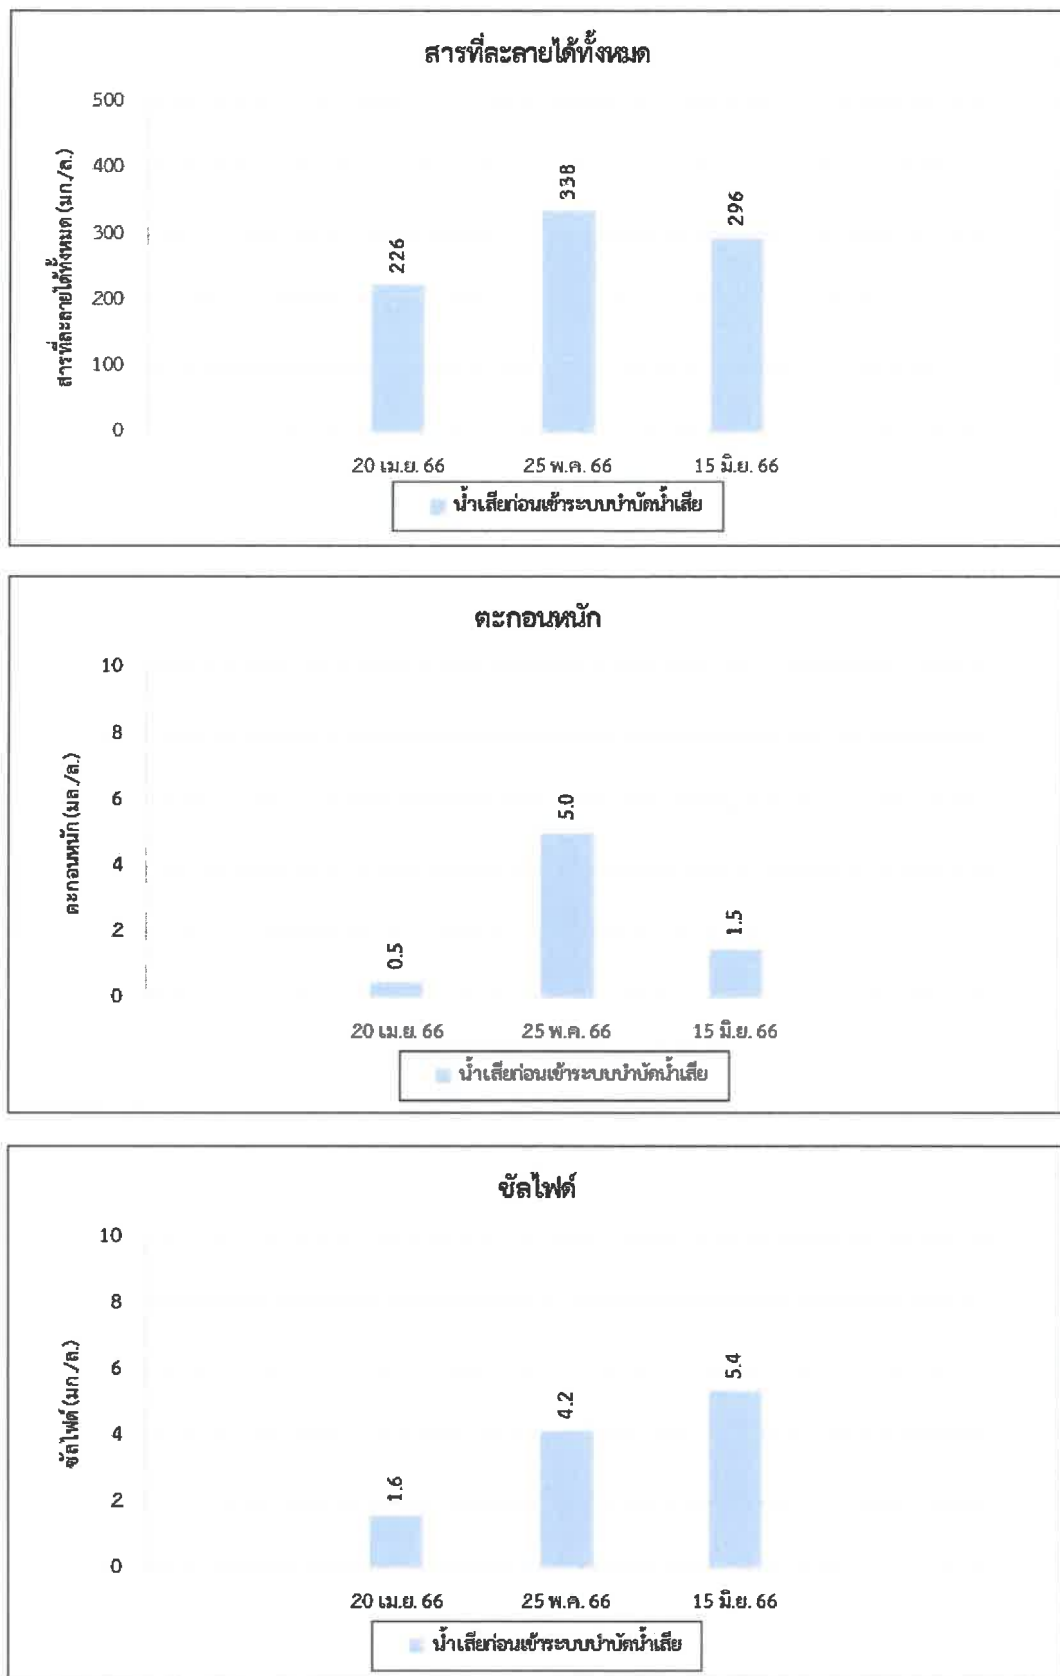 สารที่ละลายได้ทั้งหมด
สารที่ละลายได้ทั้งหมด (มก./ล.)
500
400
300
200
100
0
226
338
296
20 เม.ย. 66 25 พ.ค. 66 15 มิ.ย. 66
น้ำเสียก่อนเข้าระบบบำบัดน้ำเสีย
ตะกอนหนัก
ตะกอนหนัก (มล./ล.)
10
8
6
4
2
0
0.5
5.0
1.5
20 เม.ย. 66 25 พ.ค. 66 15 มิ.ย. 66
น้ำเสียก่อนเข้าระบบบำบัดน้ำเสีย
ซัลไฟด์
ซัลไฟด์ (มก./ล.)
10
8
6
4
2
0
1.6
4.2
5.4
20 เม.ย. 66 25 พ.ค. 66 15 มิ.ย. 66
น้ำเสียก่อนเข้าระบบบำบัดน้ำเสีย